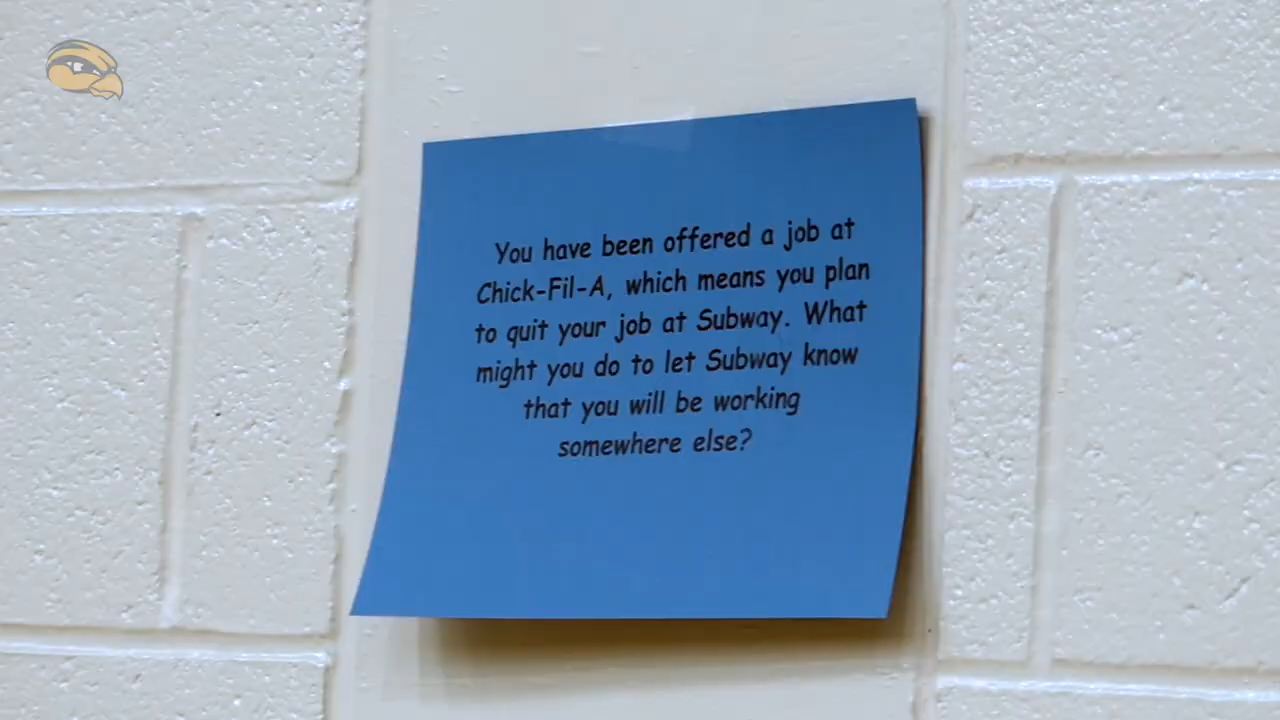 You have been offered a job at
Chick-Fil-A, which means you plan
to quit your job at Subway. What
might you do to let Subway know
that you will be working
somewhere else?